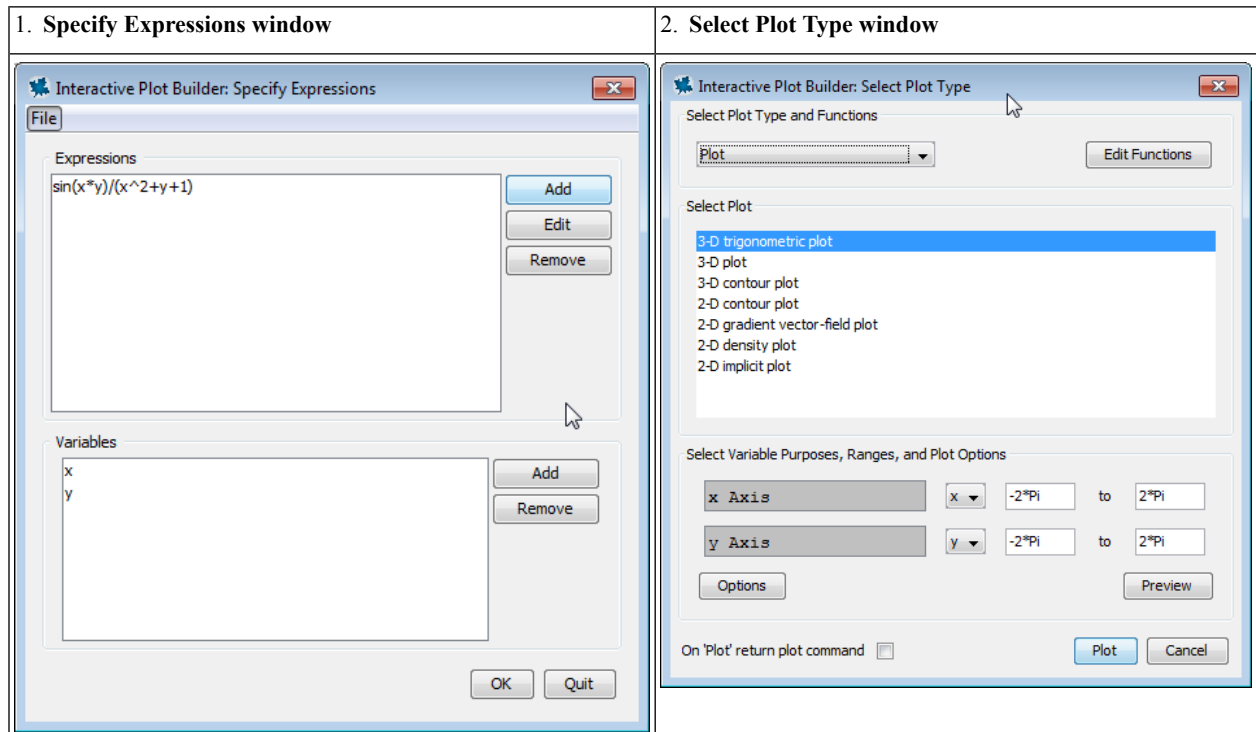 1. Specify Expressions window
2. Select Plot Type window
Interactive Plot Builder: Specify Expressions
File
Expressions
sin(x*y)/(x^2+y+1)
Add
Edit
Remove
Variables
x
y
Add
Remove
OK Quit
Interactive Plot Builder: Select Plot Type
Select Plot Type and Functions
Plot Edit Functions
Select Plot
3-D trigonometric plot
3-D plot
3-D contour plot
2-D contour plot
2-D gradient vector-field plot
2-D density plot
2-D implicit plot
Select Variable Purposes, Ranges, and Plot Options
x Axis x -2*Pi to 2*Pi
y Axis y -2*Pi to 2*Pi
Options Preview
On 'Plot' return plot command Plot Cancel